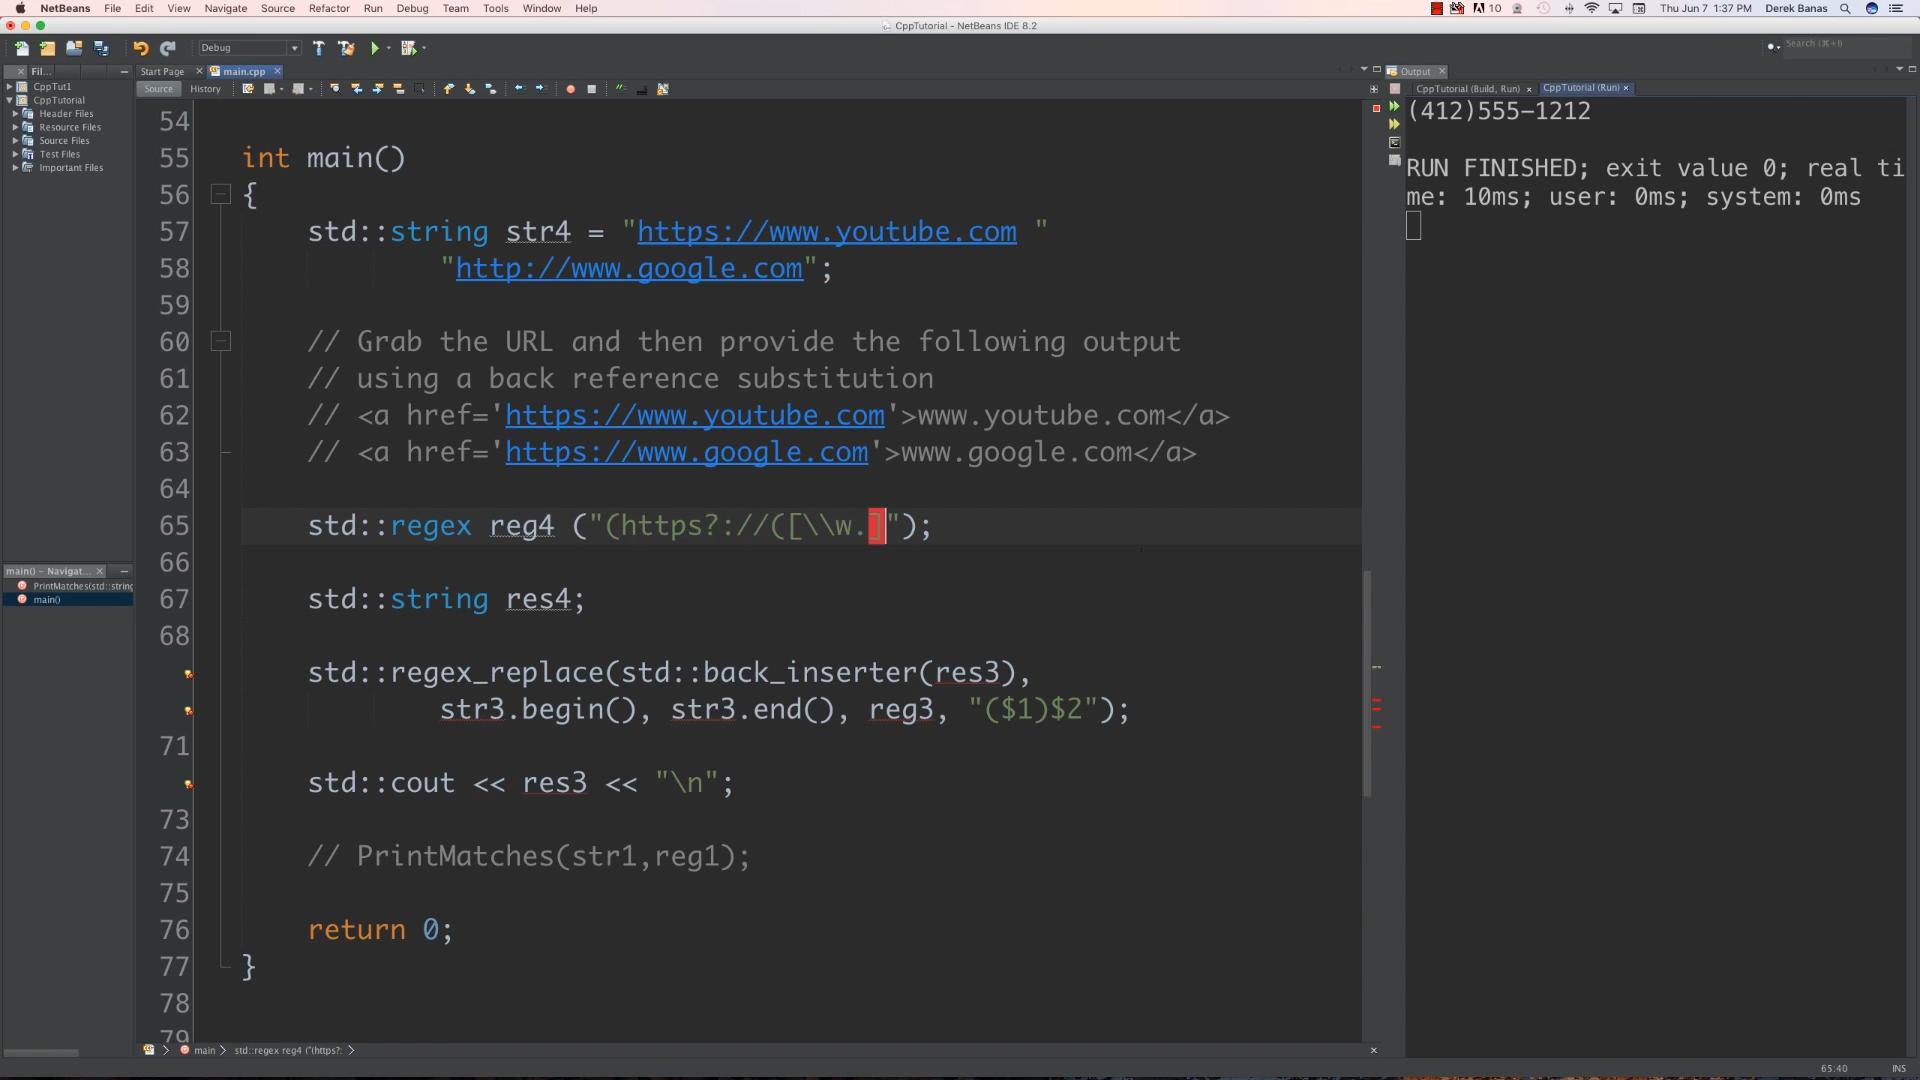 NetBeans File Edit View Navigate Source Refactor Run Debug Team Tools Window Help
10 Thu Jun 7 1:37 PM Derek Banas
CppTutorial - NetBeans IDE 8.2
Debug
Search (⌘+I)
Fil... Start Page main.cpp
Source History
CppTut1
CppTutorial
Header Files
Resource Files
Source Files
Test Files
Important Files
54
55 int main()
56 {
57 std::string str4 = "https://www.youtube.com "
58 "http://www.google.com";
59
60 // Grab the URL and then provide the following output
61 // using a back reference substitution
62 // <a href='https://www.youtube.com'>www.youtube.com</a>
63 // <a href='https://www.google.com'>www.google.com</a>
64
65 std::regex reg4 ("(https?://([\\w.]");
66
67 std::string res4;
68
std::regex_replace(std::back_inserter(res3),
str3.begin(), str3.end(), reg3, "($1)$2");
71
std::cout << res3 << "\n";
73
74 // PrintMatches(str1,reg1);
75
76 return 0;
77 }
78
79
main() - Navigat...
PrintMatches(std::string
main()
main std::regex reg4 ("(https?:
Output
CppTutorial (Build, Run) CppTutorial (Run)
(412)555-1212
RUN FINISHED; exit value 0; real ti
me: 10ms; user: 0ms; system: 0ms
65:40 INS